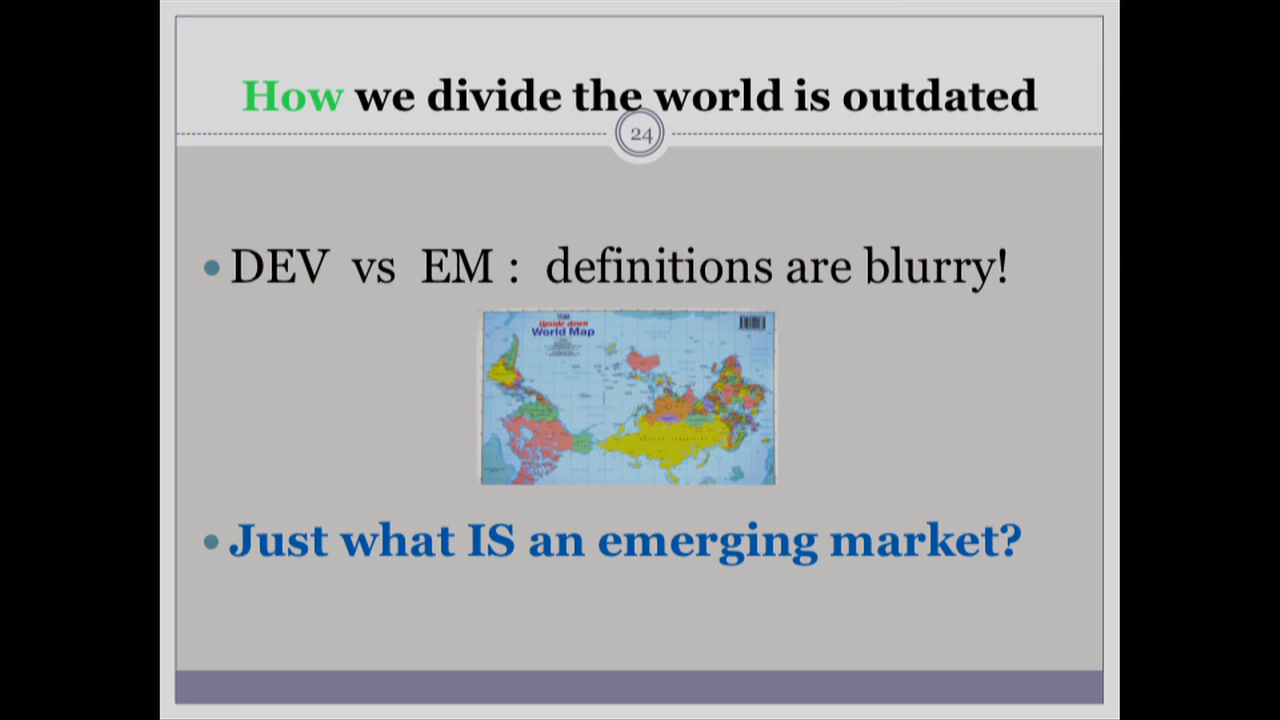 How we divide the world is outdated
24
• DEV vs EM : definitions are blurry!
Upside down
World Map
• Just what IS an emerging market?